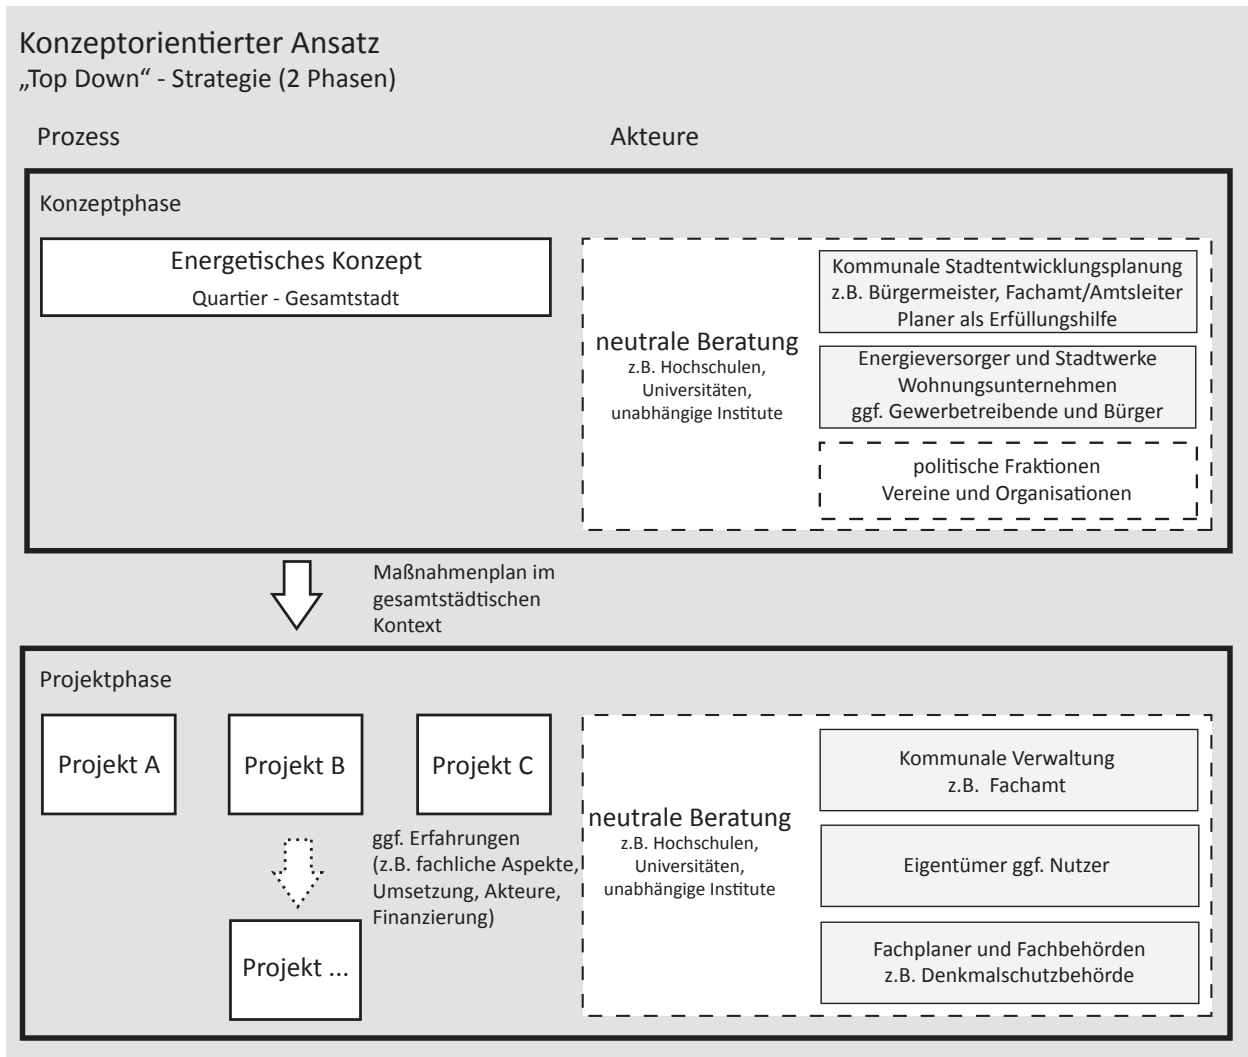 Konzeptorientierter Ansatz
„Top Down“ - Strategie (2 Phasen)
Prozess
Akteure
Konzeptphase
Energetisches Konzept
Quartier - Gesamtstadt
neutrale Beratung
z.B. Hochschulen,
Universitäten,
unabhängige Institute
Kommunale Stadtentwicklungsplanung
z.B. Bürgermeister, Fachamt/Amtsleiter
Planer als Erfüllungshilfe
Energieversorger und Stadtwerke
Wohnungsunternehmen
ggf. Gewerbetreibende und Bürger
politische Fraktionen
Vereine und Organisationen
Maßnahmenplan im
gesamtstädtischen
Kontext
Projektphase
Projekt A
Projekt B
Projekt C
ggf. Erfahrungen
(z.B. fachliche Aspekte,
Umsetzung, Akteure,
Finanzierung)
Projekt ...
neutrale Beratung
z.B. Hochschulen,
Universitäten,
unabhängige Institute
Kommunale Verwaltung
z.B. Fachamt
Eigentümer ggf. Nutzer
Fachplaner und Fachbehörden
z.B. Denkmalschutzbehörde